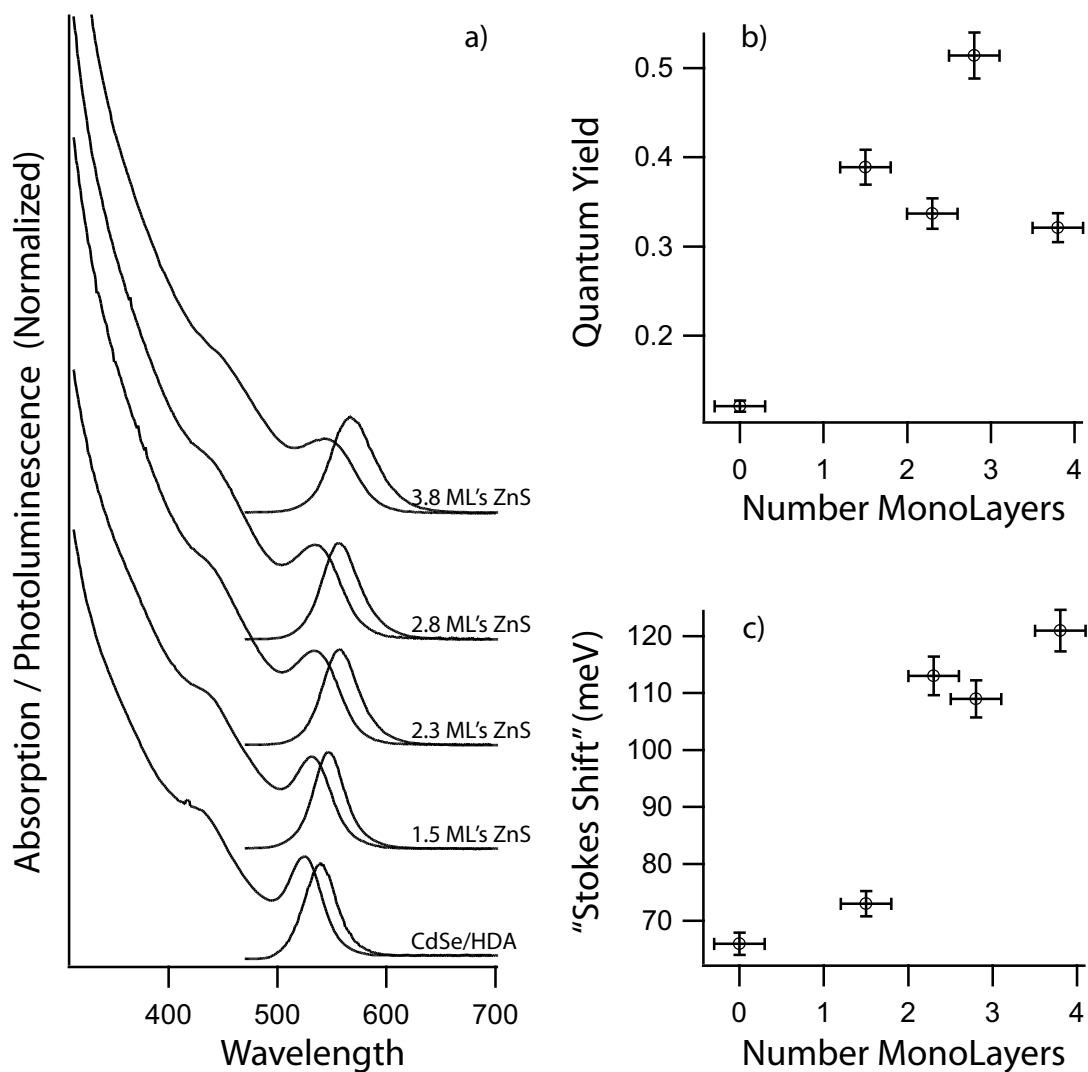 a)
Absorption / Photoluminescence (Normalized)
3.8 ML's ZnS
2.8 ML's ZnS
2.3 ML's ZnS
1.5 ML's ZnS
CdSe/HDA
400 500 600 700
Wavelength
b)
Quantum Yield
0.5
0.4
0.3
0.2
0 1 2 3 4
Number MonoLayers
c)
“Stokes Shift” (meV)
120
110
100
90
80
70
0 1 2 3 4
Number MonoLayers